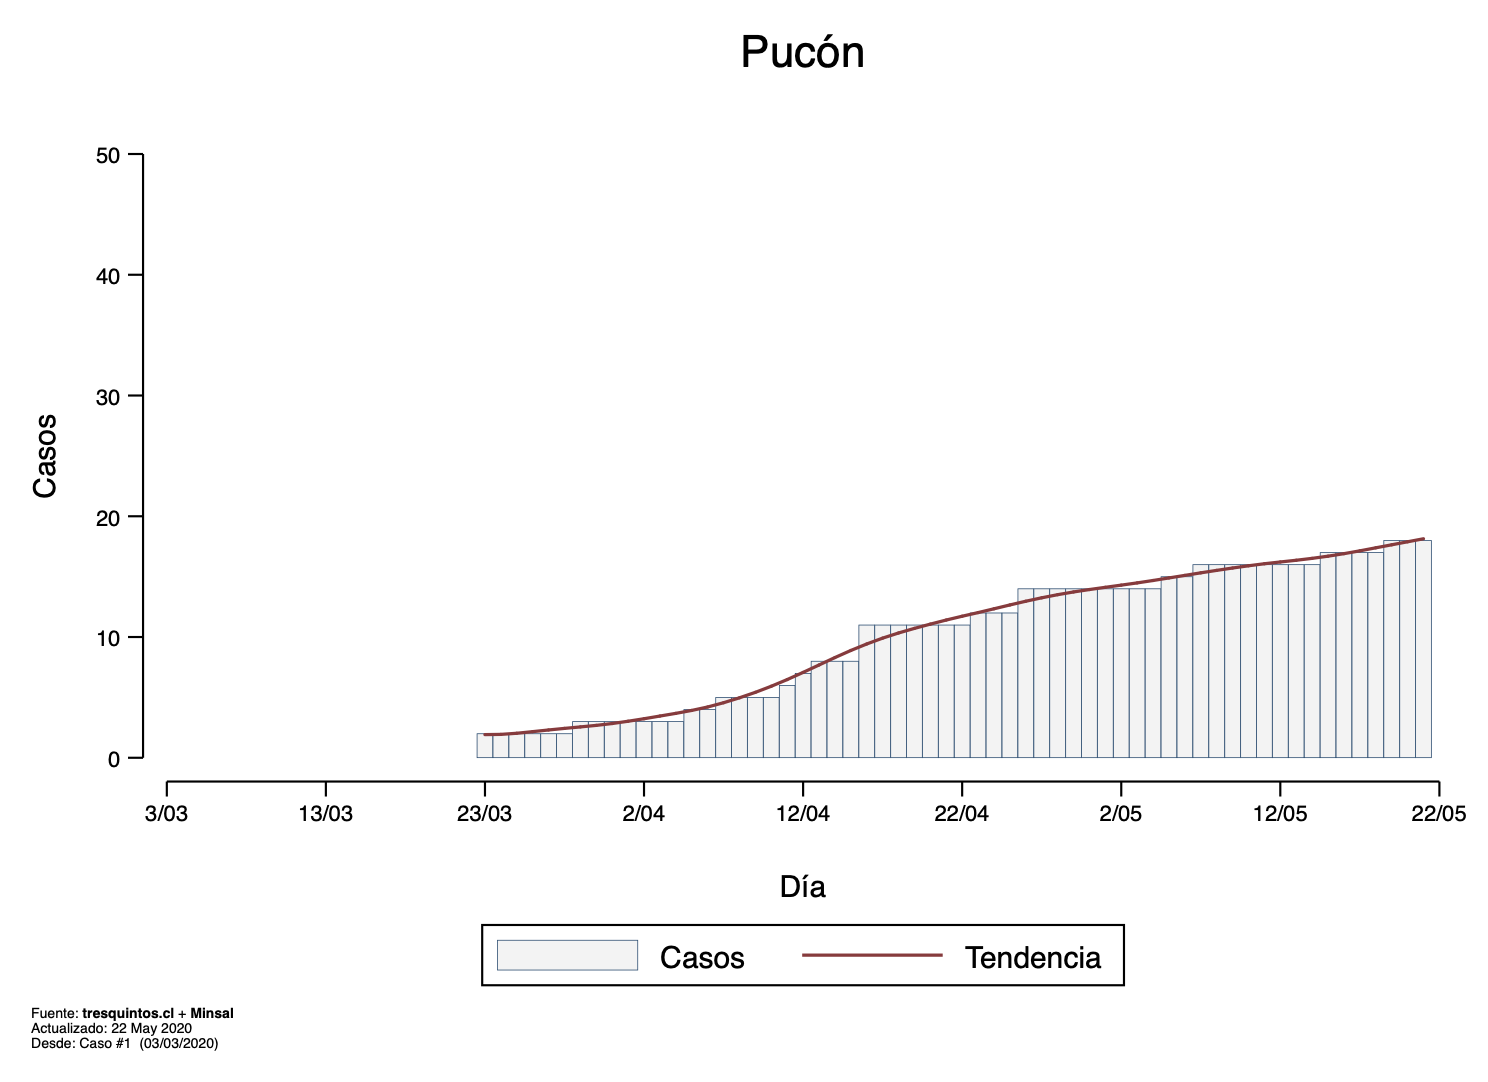 Pucón
50
40
30
20
10
0
Casos
3/03 13/03 23/03 2/04 12/04 22/04 2/05 12/05 22/05
Día
Casos Tendencia
Fuente: tresquintos.cl + Minsal
Actualizado: 22 May 2020
Desde: Caso #1 (03/03/2020)